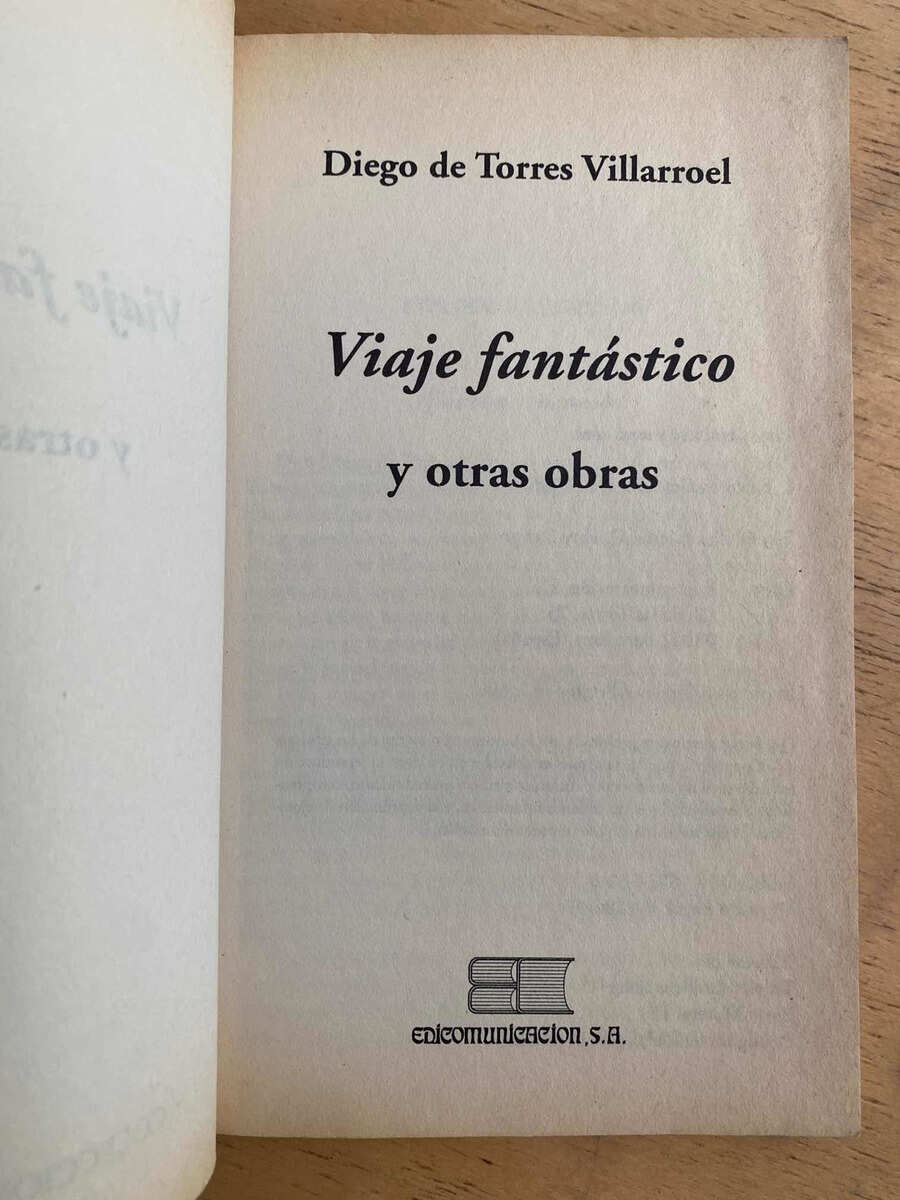 Diego de Torres Villarroel
Viaje fantástico
y otras obras
EDICOMUNICACION, S.A.